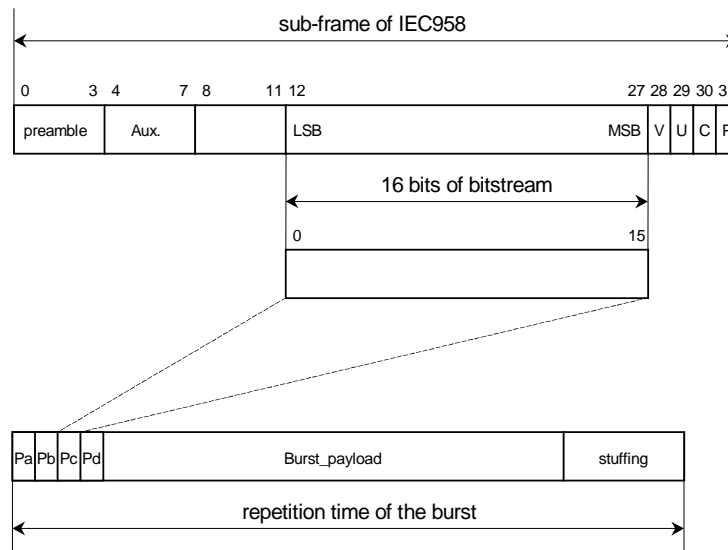 sub-frame of IEC958
0 3 4 7 8 11 12 27 28 29 30 3
preamble Aux. LSB MSB V U C
16 bits of bitstream
0 15
Pa Pb Pc Pd Burst_payload stuffing
repetition time of the burst